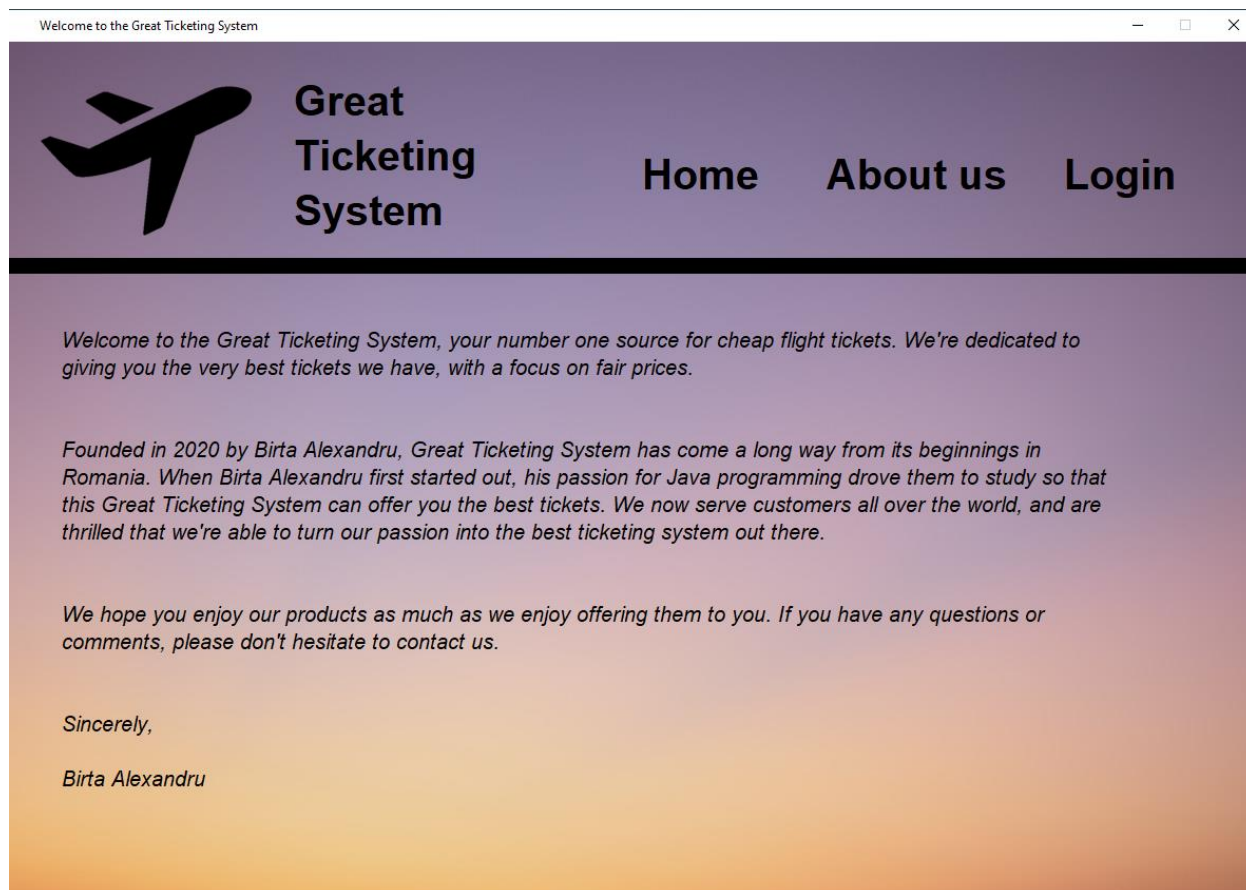 Welcome to the Great Ticketing System
Great
Ticketing
System
Home
About us
Login
Welcome to the Great Ticketing System, your number one source for cheap flight tickets. We're dedicated to
giving you the very best tickets we have, with a focus on fair prices.
Founded in 2020 by Birta Alexandru, Great Ticketing System has come a long way from its beginnings in
Romania. When Birta Alexandru first started out, his passion for Java programming drove them to study so that
this Great Ticketing System can offer you the best tickets. We now serve customers all over the world, and are
thrilled that we're able to turn our passion into the best ticketing system out there.
We hope you enjoy our products as much as we enjoy offering them to you. If you have any questions or
comments, please don't hesitate to contact us.
Sincerely,
Birta Alexandru